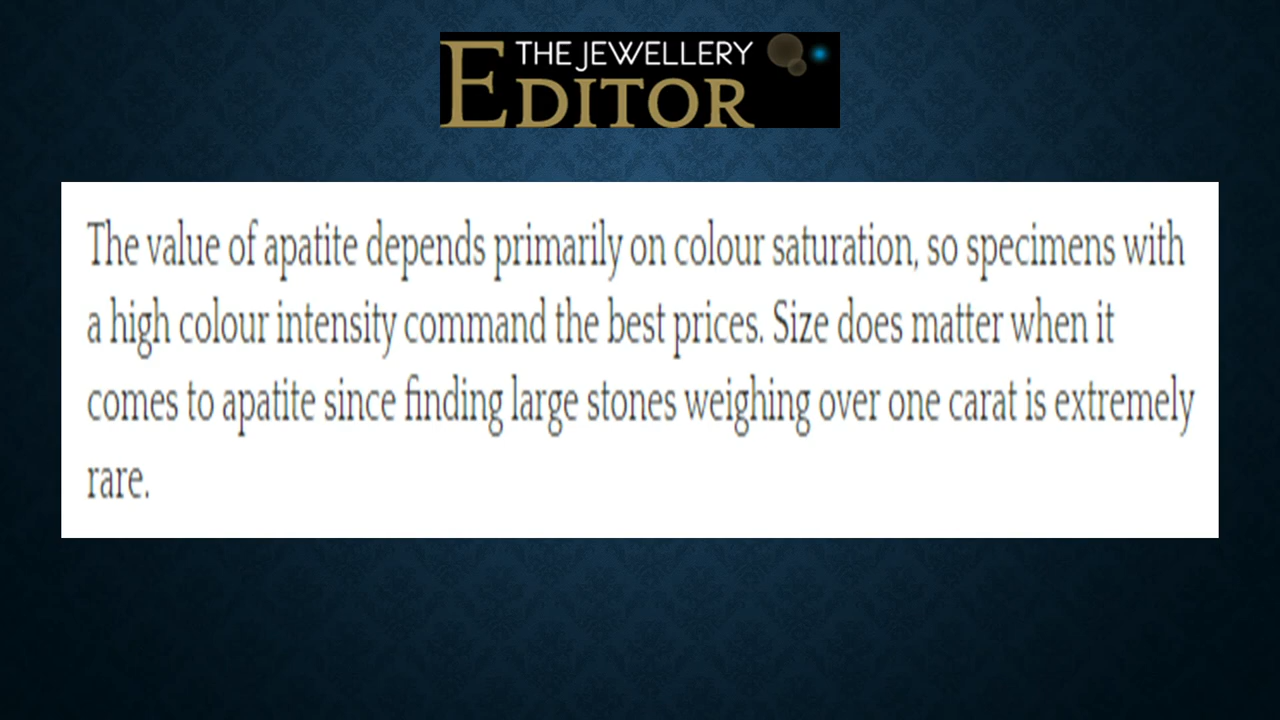 THE JEWELLERY
EDITOR
The value of apatite depends primarily on colour saturation, so specimens with
a high colour intensity command the best prices. Size does matter when it
comes to apatite since finding large stones weighing over one carat is extremely
rare.